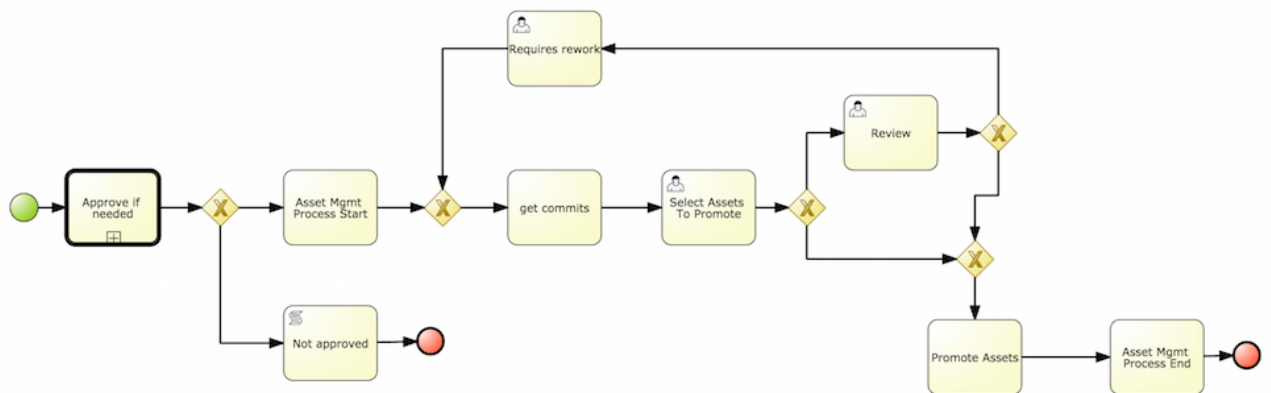 Requires rework
Review
Approve if
needed
Asset Mgmt
Process Start
get commits
Select Assets
To Promote
Not approved
Promote Assets
Asset Mgmt
Process End